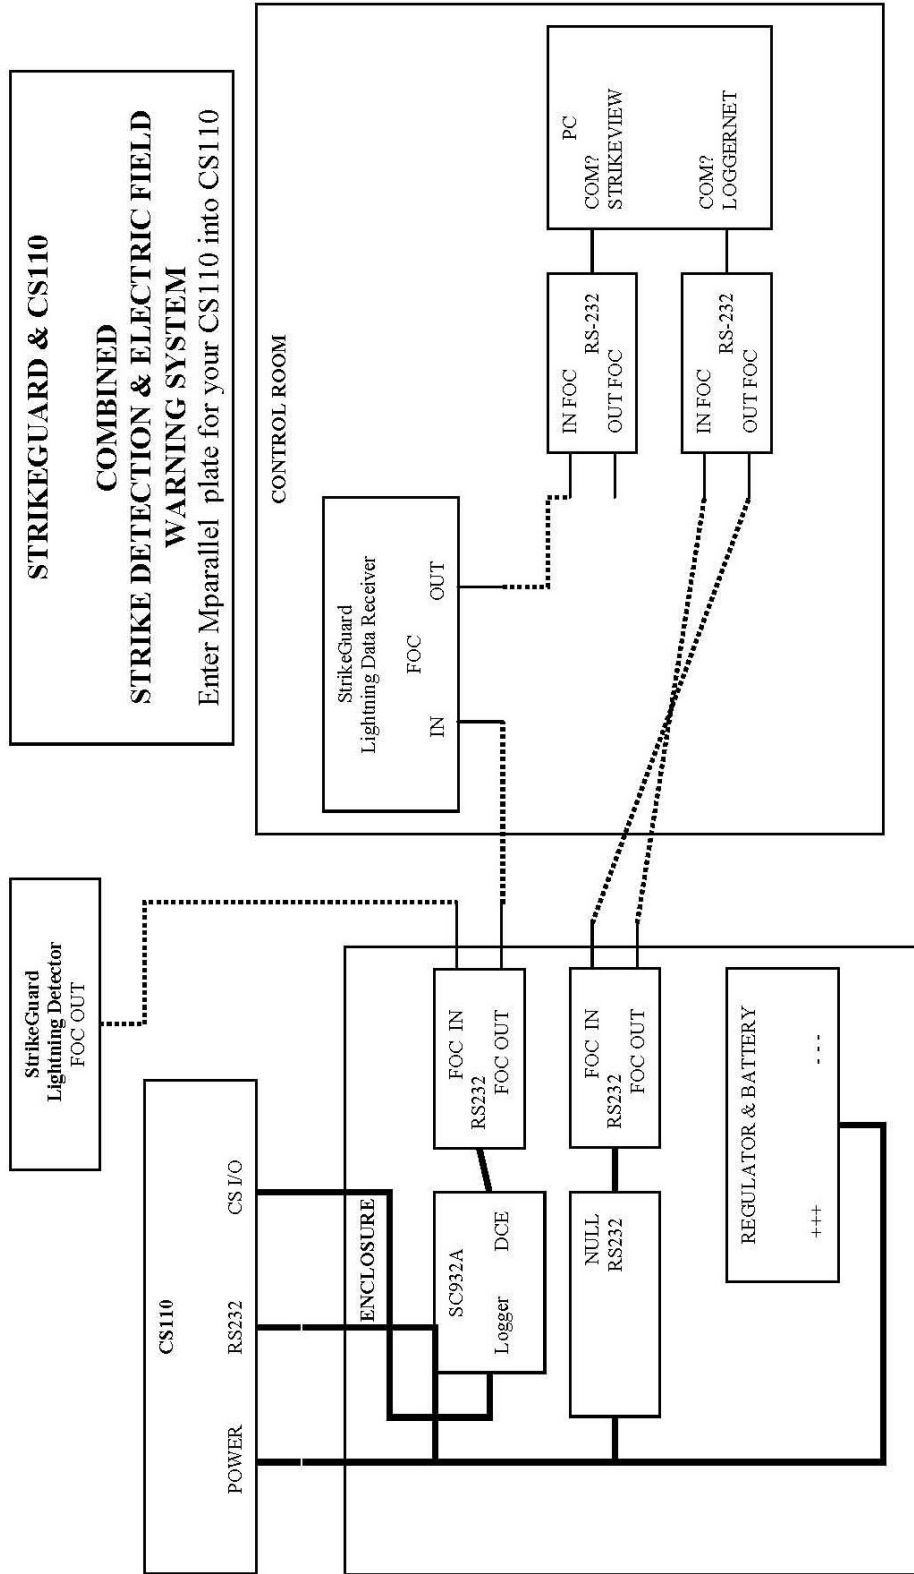 STRIKEGUARD & CS110
COMBINED
STRIKE DETECTION & ELECTRIC FIELD
WARNING SYSTEM
Enter Mparallel plate for your CS110 into CS110
StrikeGuard
Lightning Detector
FOC OUT
CS110
POWER RS232 CS I/O
ENCLOSURE
SC932A
Logger DCE
FOC IN
RS232
FOC OUT
NULL
RS232
FOC IN
RS232
FOC OUT
REGULATOR & BATTERY
+++ - - -
CONTROL ROOM
StrikeGuard
Lightning Data Receiver
FOC
IN OUT
IN FOC
RS-232
OUT FOC
IN FOC
RS-232
OUT FOC
PC
COM?
STRIKEVIEW
COM?
LOGGERNET